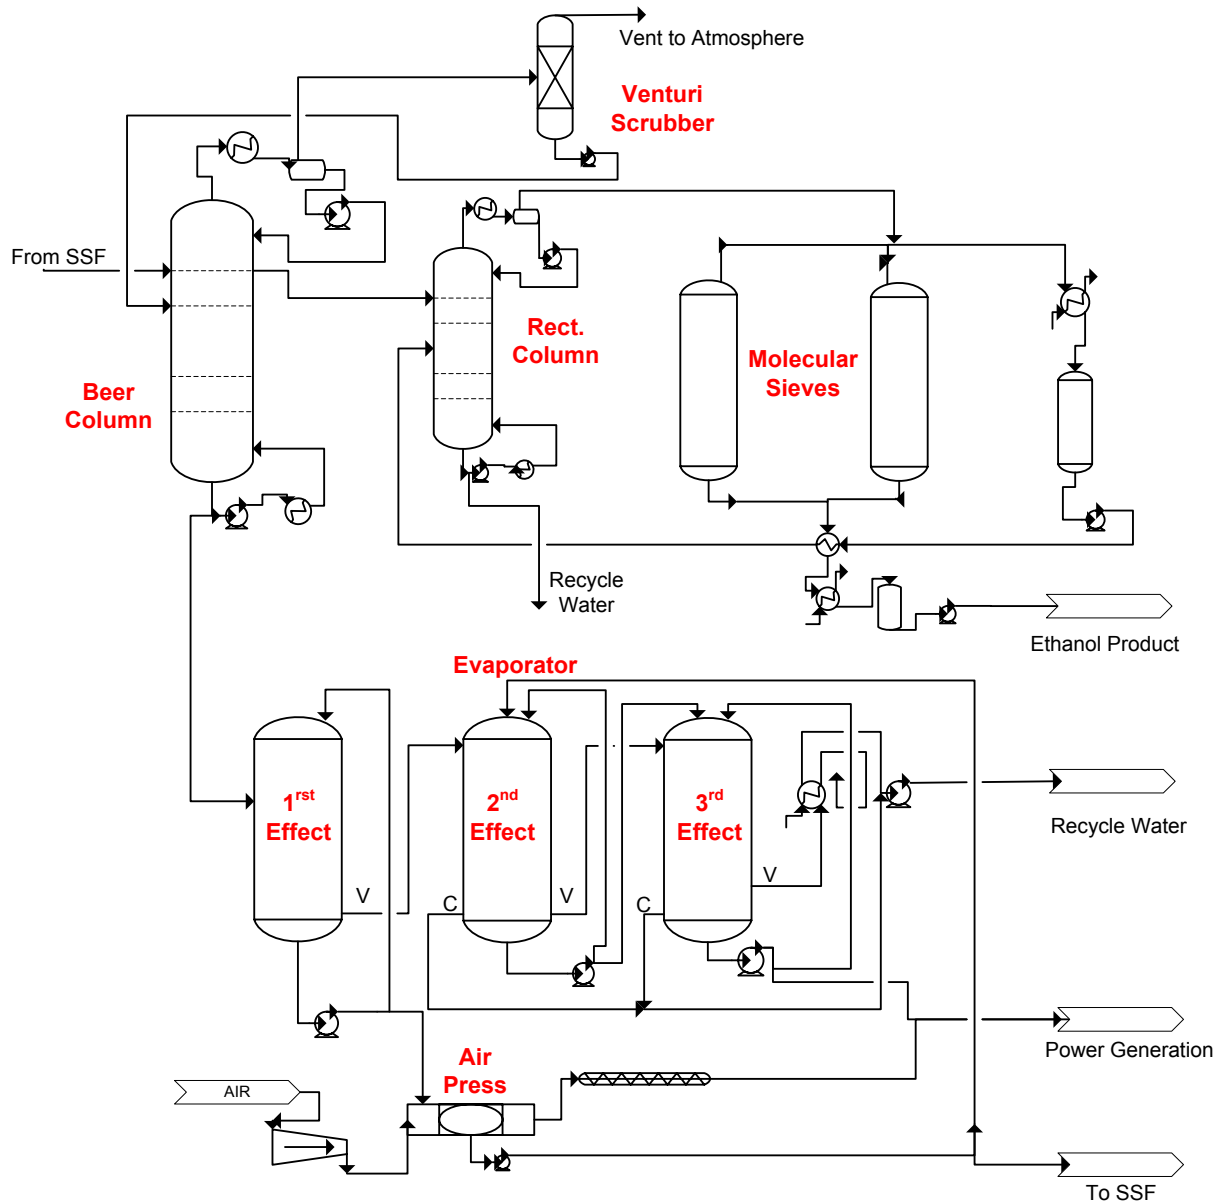 Vent to Atmosphere
Venturi
Scrubber
From SSF
Rect.
Column
Molecular
Sieves
Beer
Column
Recycle
Water
Ethanol Product
Evaporator
1rst
Effect
2nd
Effect
3rd
Effect
V
V
V
C
C
Recycle Water
Power Generation
Air
Press
AIR
To SSF